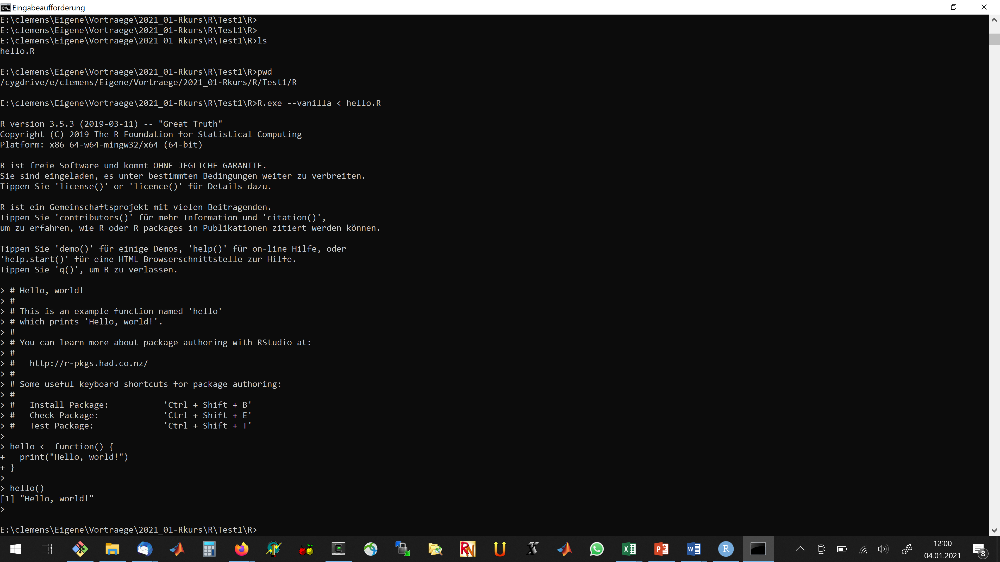 Eingabeaufforderung
E:\clemens\Eigene\Vortraege\2021_01-Rkurs\R\Test1\R>
E:\clemens\Eigene\Vortraege\2021_01-Rkurs\R\Test1\R>
E:\clemens\Eigene\Vortraege\2021_01-Rkurs\R\Test1\R>ls
hello.R
E:\clemens\Eigene\Vortraege\2021_01-Rkurs\R\Test1\R>pwd
/cygdrive/e/clemens/Eigene/Vortraege/2021_01-Rkurs/R/Test1/R
E:\clemens\Eigene\Vortraege\2021_01-Rkurs\R\Test1\R>R.exe --vanilla < hello.R
R version 3.5.3 (2019-03-11) -- "Great Truth"
Copyright (C) 2019 The R Foundation for Statistical Computing
Platform: x86_64-w64-mingw32/x64 (64-bit)
R ist freie Software und kommt OHNE JEGLICHE GARANTIE.
Sie sind eingeladen, es unter bestimmten Bedingungen weiter zu verbreiten.
Tippen Sie 'license()' or 'licence()' für Details dazu.
R ist ein Gemeinschaftsprojekt mit vielen Beitragenden.
Tippen Sie 'contributors()' für mehr Information und 'citation()',
um zu erfahren, wie R oder R packages in Publikationen zitiert werden können.
Tippen Sie 'demo()' für einige Demos, 'help()' für on-line Hilfe, oder
'help.start()' für eine HTML Browserschnittstelle zur Hilfe.
Tippen Sie 'q()', um R zu verlassen.
> # Hello, world!
> #
> # This is an example function named 'hello'
> # which prints 'Hello, world!'.
> #
> # You can learn more about package authoring with RStudio at:
> #
> #   http://r-pkgs.had.co.nz/
> #
> # Some useful keyboard shortcuts for package authoring:
> #
> #   Install Package:           'Ctrl + Shift + B'
> #   Check Package:             'Ctrl + Shift + E'
> #   Test Package:              'Ctrl + Shift + T'
>
> hello <- function() {
+   print("Hello, world!")
+ }
>
> hello()
[1] "Hello, world!"
>
E:\clemens\Eigene\Vortraege\2021_01-Rkurs\R\Test1\R>
12:00
04.01.2021
8